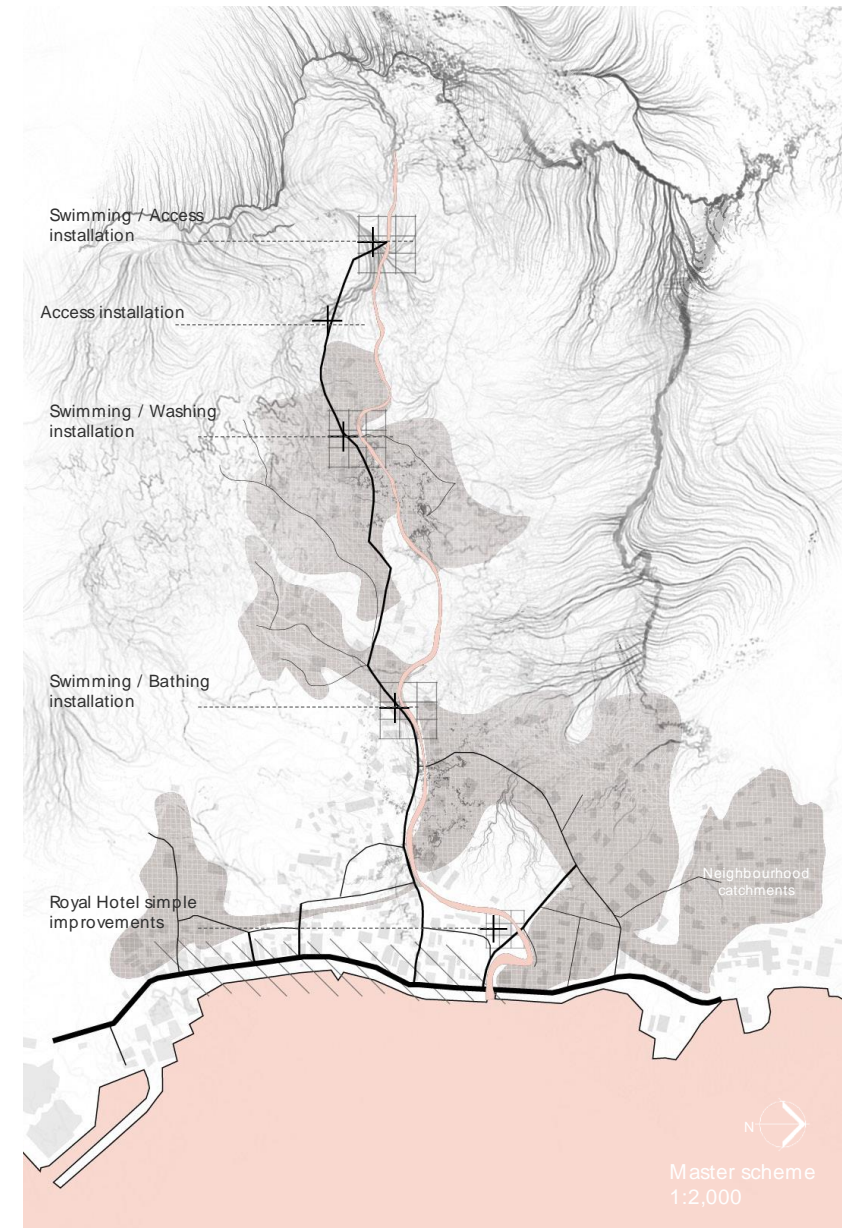 Swimming / Access
installation
Access installation
Swimming / Washing
installation
Swimming / Bathing
installation
Neighbourhood
catchments
Royal Hotel simple
improvements
N
Master scheme
1:2,000